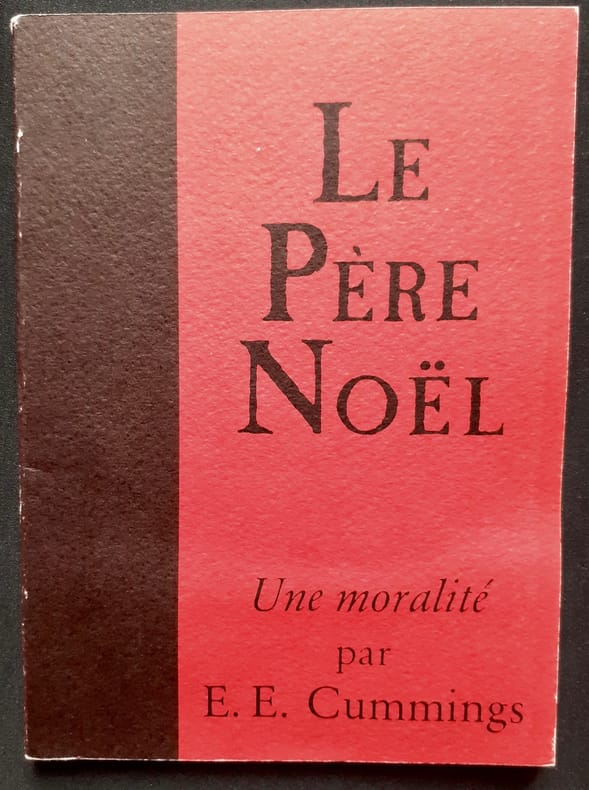 LE
PÈRE
NOËL
Une moralité
par
E. E. Cummings